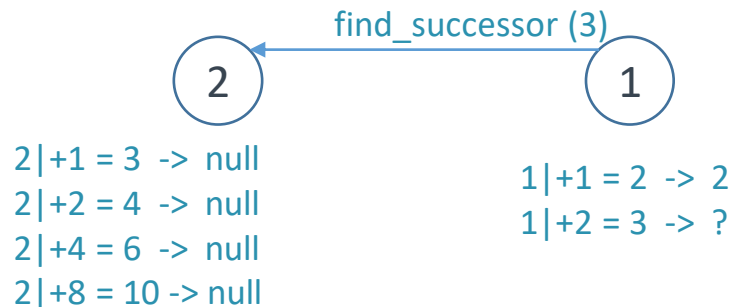 find_successor (3)
2
1
2|+1 = 3 -> null
2|+2 = 4 -> null
2|+4 = 6 -> null
2|+8 = 10 -> null
1|+1 = 2 -> 2
1|+2 = 3 -> ?